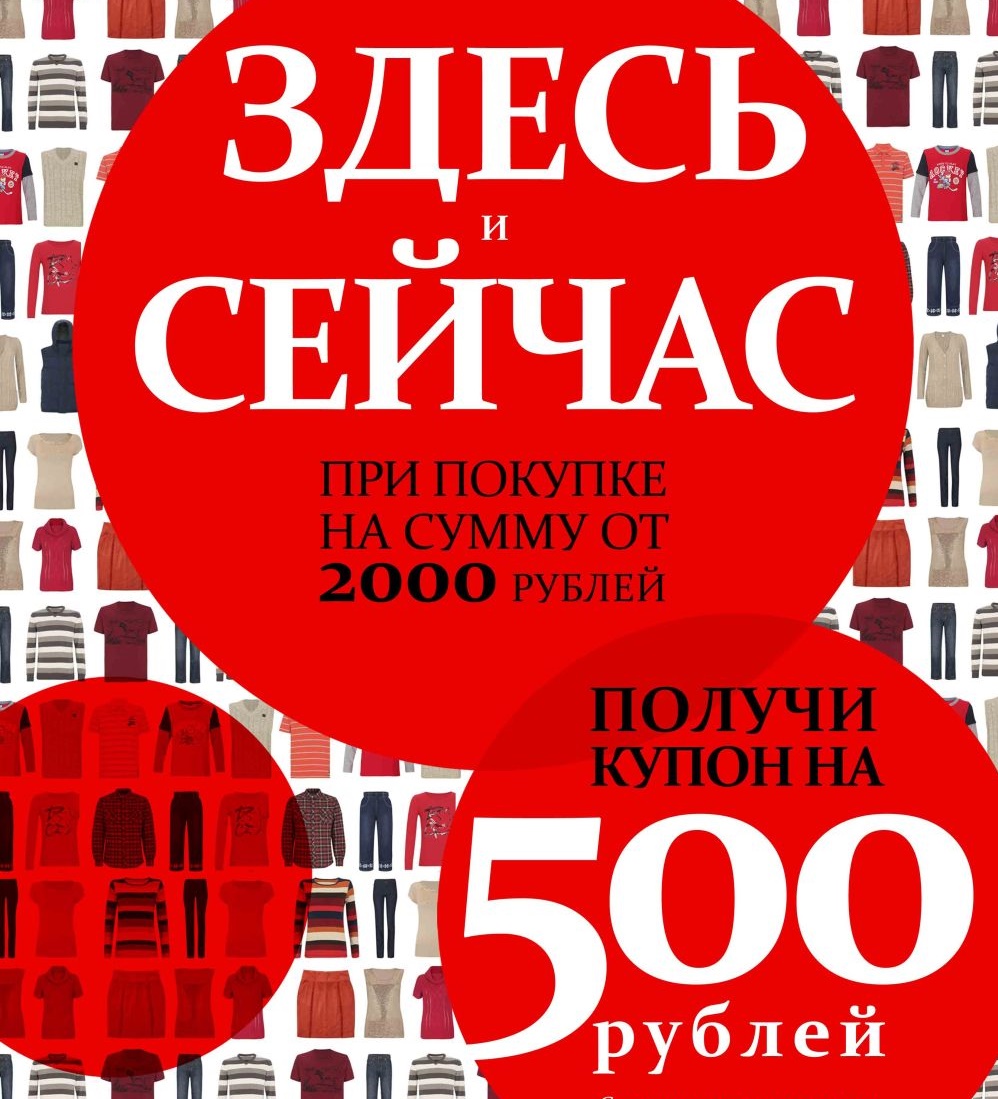 ЗДЕСЬ
и
СЕЙЧАС
ПРИ ПОКУПКЕ
НА СУММУ ОТ
2000 РУБЛЕЙ
ПОЛУЧИ
КУПОН НА
500
рублей